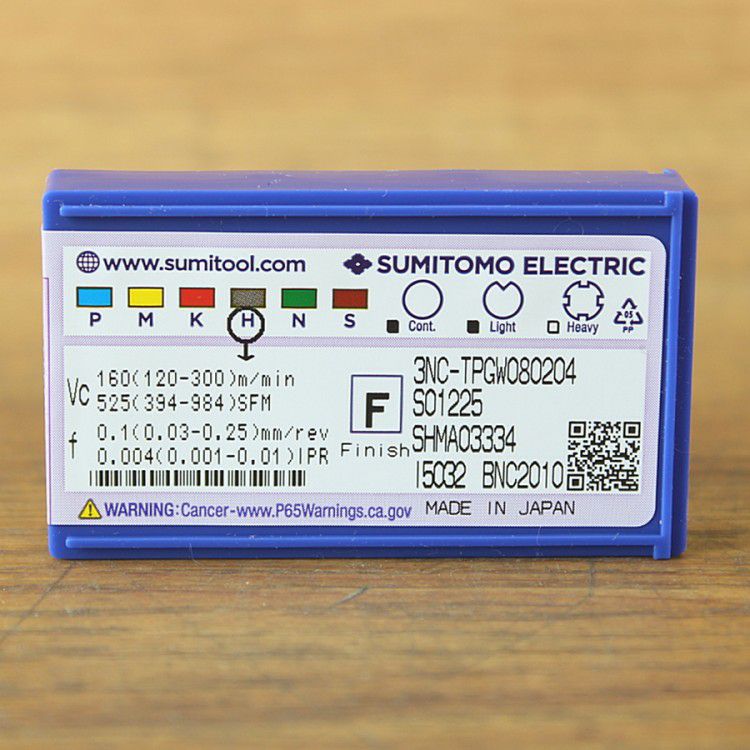 www.sumitool.com SUMITOMO ELECTRIC
P M K H N S Cont. Light Heavy 05 PP
Vc 160(120-300)m/min
525(394-984)SFM
f 0.1(0.03-0.25)mm/rev
0.004(0.001-0.01)IPR
F
Finish
3NC-TPGW080204
S01225
SHMA03334
I5032 BNC2010
WARNING:Cancer-www.P65Warnings.ca.gov MADE IN JAPAN